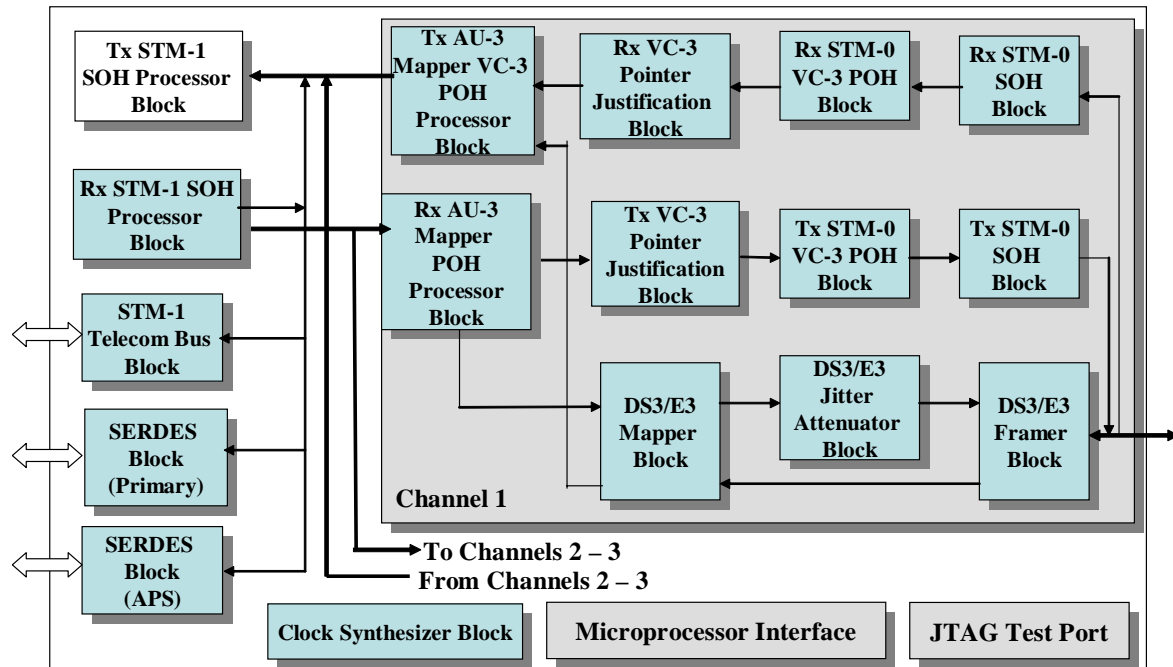 Tx STM-1
SOH Processor
Block
Tx AU-3
Mapper VC-3
POH
Processor
Block
Rx VC-3
Pointer
Justification
Block
Rx STM-0
VC-3 POH
Block
Rx STM-0
SOH
Block
Rx STM-1 SOH
Processor
Block
Rx AU-3
Mapper
POH
Processor
Block
Tx VC-3
Pointer
Justification
Block
Tx STM-0
VC-3 POH
Block
Tx STM-0
SOH
Block
STM-1
Telecom Bus
Block
DS3/E3
Mapper
Block
DS3/E3
Jitter
Attenuator
Block
DS3/E3
Framer
Block
SERDES
Block
(Primary)
Channel 1
SERDES
Block
(APS)
To Channels 2 – 3
From Channels 2 – 3
Clock Synthesizer Block
Microprocessor Interface
JTAG Test Port